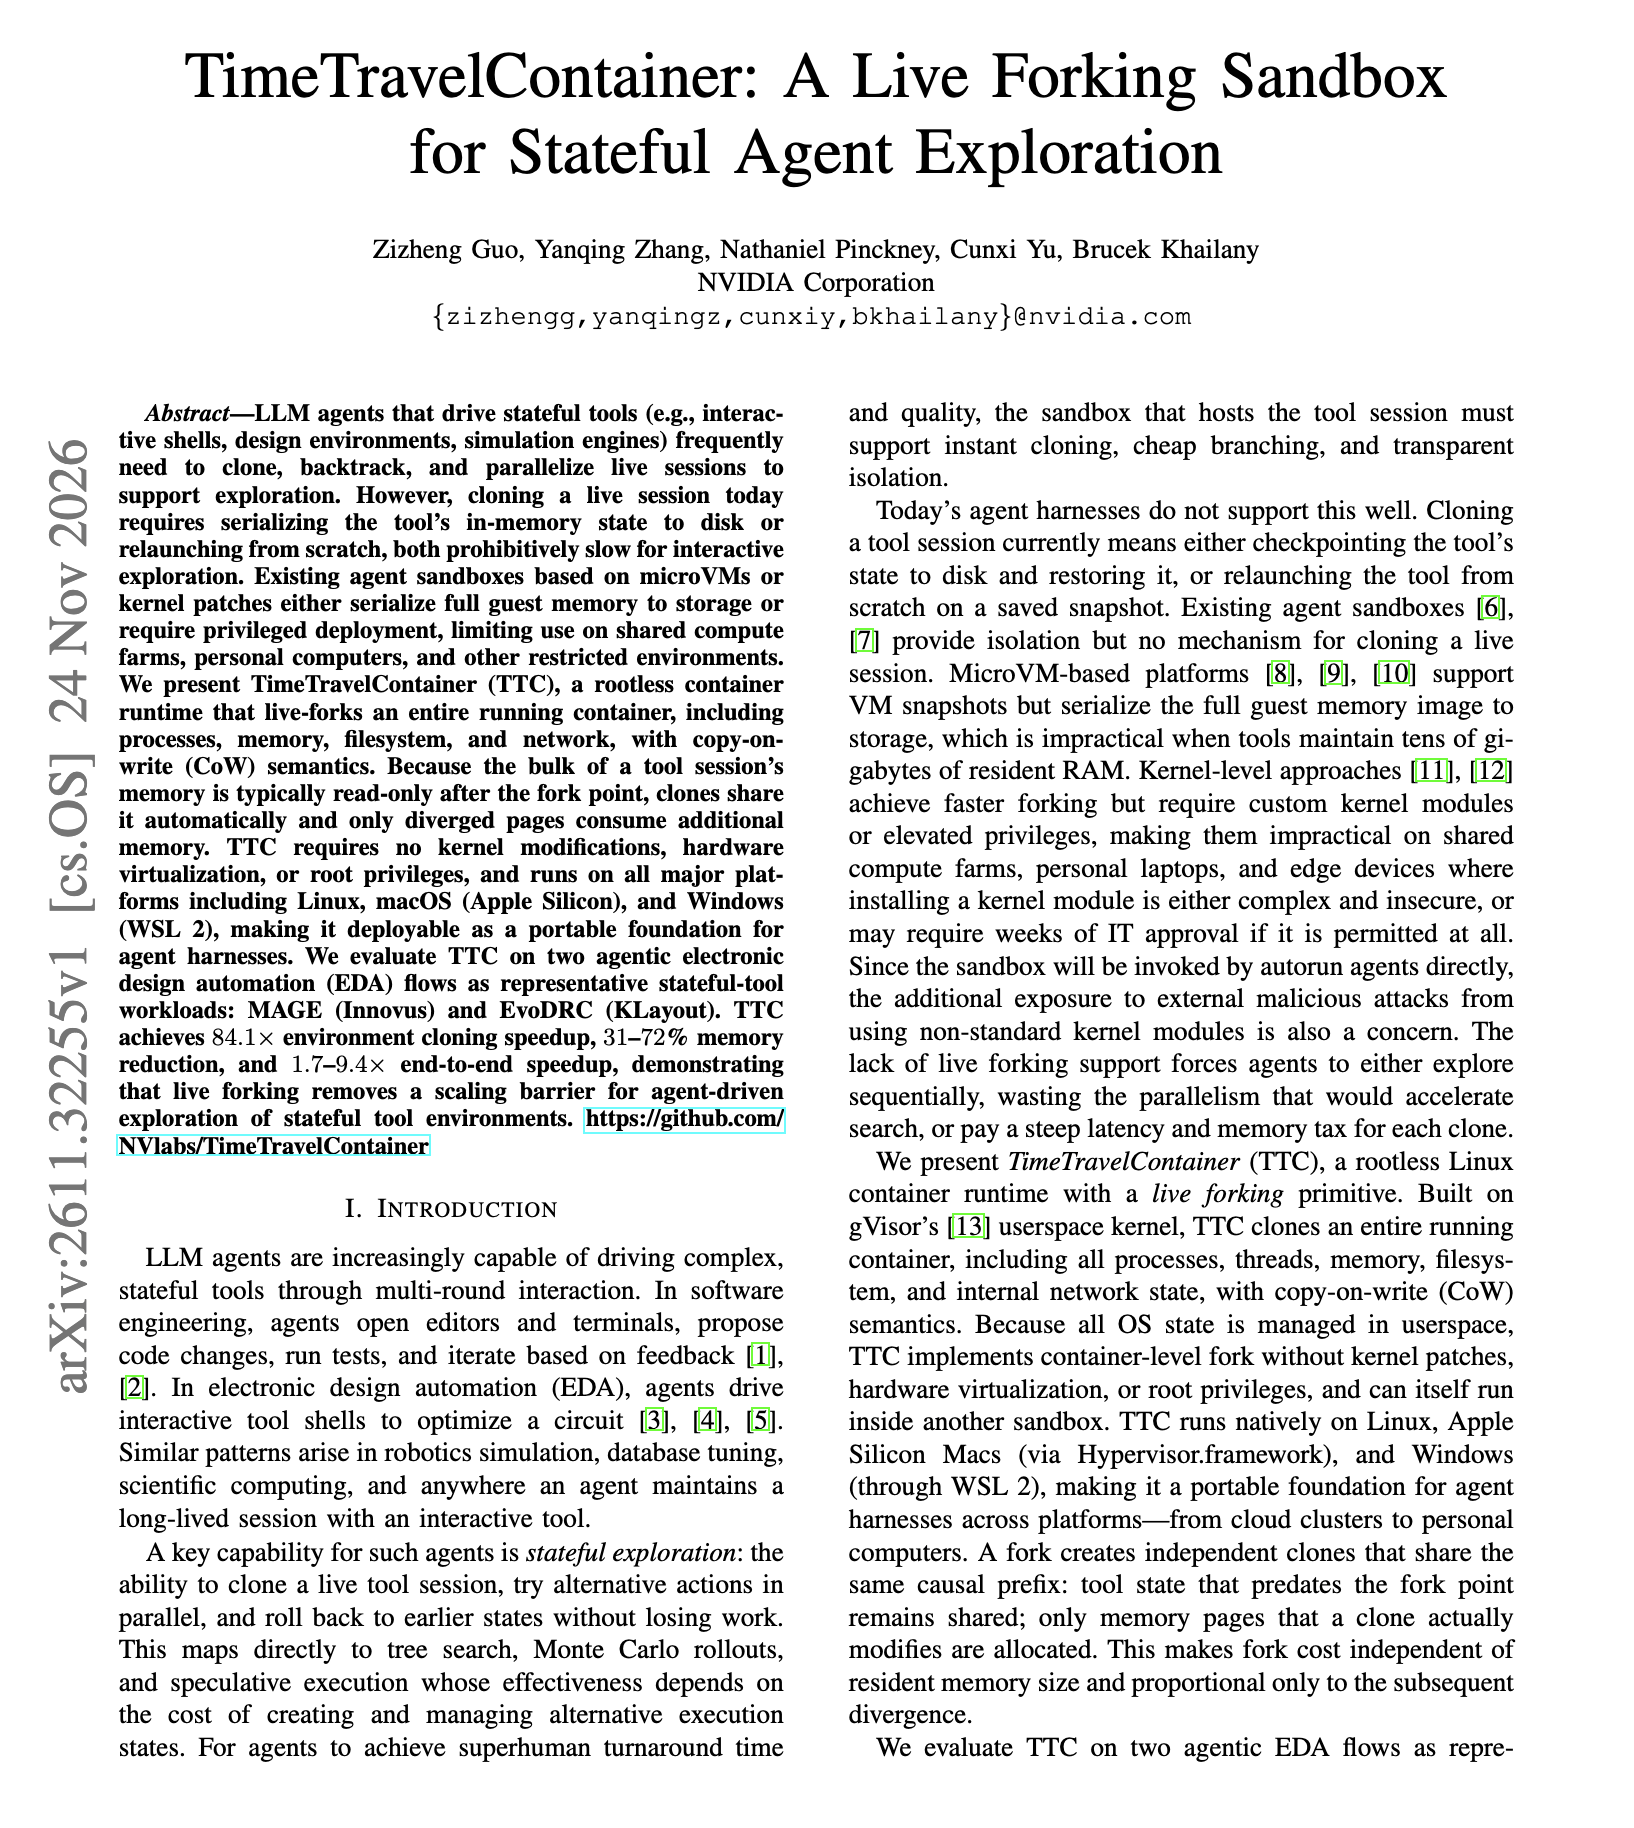 TimeTravelContainer: A Live Forking Sandbox
for Stateful Agent Exploration
Zizheng Guo, Yanqing Zhang, Nathaniel Pinckney, Cunxi Yu, Brucek Khailany
NVIDIA Corporation
{zizhengg,yanqingz,cunxiy,bkhailany}@nvidia.com
arXiv:2611.32255v1 [cs.OS] 24 Nov 2026
Abstract—LLM agents that drive stateful tools (e.g., interac-
tive shells, design environments, simulation engines) frequently
need to clone, backtrack, and parallelize live sessions to
support exploration. However, cloning a live session today
requires serializing the tool's in-memory state to disk or
relaunching from scratch, both prohibitively slow for interactive
exploration. Existing agent sandboxes based on microVMs or
kernel patches either serialize full guest memory to storage or
require privileged deployment, limiting use on shared compute
farms, personal computers, and other restricted environments.
We present TimeTravelContainer (TTC), a rootless container
runtime that live-forks an entire running container, including
processes, memory, filesystem, and network, with copy-on-
write (CoW) semantics. Because the bulk of a tool session's
memory is typically read-only after the fork point, clones share
it automatically and only diverged pages consume additional
memory. TTC requires no kernel modifications, hardware
virtualization, or root privileges, and runs on all major plat-
forms including Linux, macOS (Apple Silicon), and Windows
(WSL 2), making it deployable as a portable foundation for
agent harnesses. We evaluate TTC on two agentic electronic
design automation (EDA) flows as representative stateful-tool
workloads: MAGE (Innovus) and EvoDRC (KLayout). TTC
achieves 84.1× environment cloning speedup, 31–72% memory
reduction, and 1.7–9.4× end-to-end speedup, demonstrating
that live forking removes a scaling barrier for agent-driven
exploration of stateful tool environments. https://github.com/
NVlabs/TimeTravelContainer
I. INTRODUCTION
LLM agents are increasingly capable of driving complex,
stateful tools through multi-round interaction. In software
engineering, agents open editors and terminals, propose
code changes, run tests, and iterate based on feedback [1],
[2]. In electronic design automation (EDA), agents drive
interactive tool shells to optimize a circuit [3], [4], [5].
Similar patterns arise in robotics simulation, database tuning,
scientific computing, and anywhere an agent maintains a
long-lived session with an interactive tool.
A key capability for such agents is stateful exploration: the
ability to clone a live tool session, try alternative actions in
parallel, and roll back to earlier states without losing work.
This maps directly to tree search, Monte Carlo rollouts,
and speculative execution whose effectiveness depends on
the cost of creating and managing alternative execution
states. For agents to achieve superhuman turnaround time
and quality, the sandbox that hosts the tool session must
support instant cloning, cheap branching, and transparent
isolation.
Today's agent harnesses do not support this well. Cloning
a tool session currently means either checkpointing the tool's
state to disk and restoring it, or relaunching the tool from
scratch on a saved snapshot. Existing agent sandboxes [6],
[7] provide isolation but no mechanism for cloning a live
session. MicroVM-based platforms [8], [9], [10] support
VM snapshots but serialize the full guest memory image to
storage, which is impractical when tools maintain tens of gi-
gabytes of resident RAM. Kernel-level approaches [11], [12]
achieve faster forking but require custom kernel modules
or elevated privileges, making them impractical on shared
compute farms, personal laptops, and edge devices where
installing a kernel module is either complex and insecure, or
may require weeks of IT approval if it is permitted at all.
Since the sandbox will be invoked by autorun agents directly,
the additional exposure to external malicious attacks from
using non-standard kernel modules is also a concern. The
lack of live forking support forces agents to either explore
sequentially, wasting the parallelism that would accelerate
search, or pay a steep latency and memory tax for each clone.
We present TimeTravelContainer (TTC), a rootless Linux
container runtime with a live forking primitive. Built on
gVisor's [13] userspace kernel, TTC clones an entire running
container, including all processes, threads, memory, filesys-
tem, and internal network state, with copy-on-write (CoW)
semantics. Because all OS state is managed in userspace,
TTC implements container-level fork without kernel patches,
hardware virtualization, or root privileges, and can itself run
inside another sandbox. TTC runs natively on Linux, Apple
Silicon Macs (via Hypervisor.framework), and Windows
(through WSL 2), making it a portable foundation for agent
harnesses across platforms—from cloud clusters to personal
computers. A fork creates independent clones that share the
same causal prefix: tool state that predates the fork point
remains shared; only memory pages that a clone actually
modifies are allocated. This makes fork cost independent of
resident memory size and proportional only to the subsequent
divergence.
We evaluate TTC on two agentic EDA flows as repre-